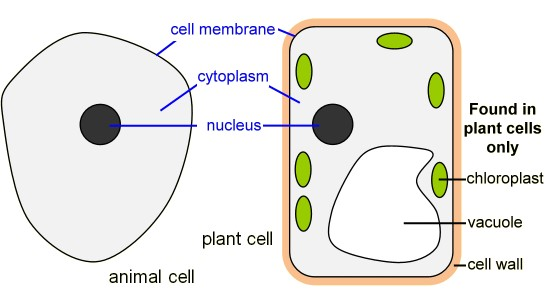 cell membrane
cytoplasm
nucleus
Found in
plant cells
only
chloroplast
vacuole
plant cell
cell wall
animal cell